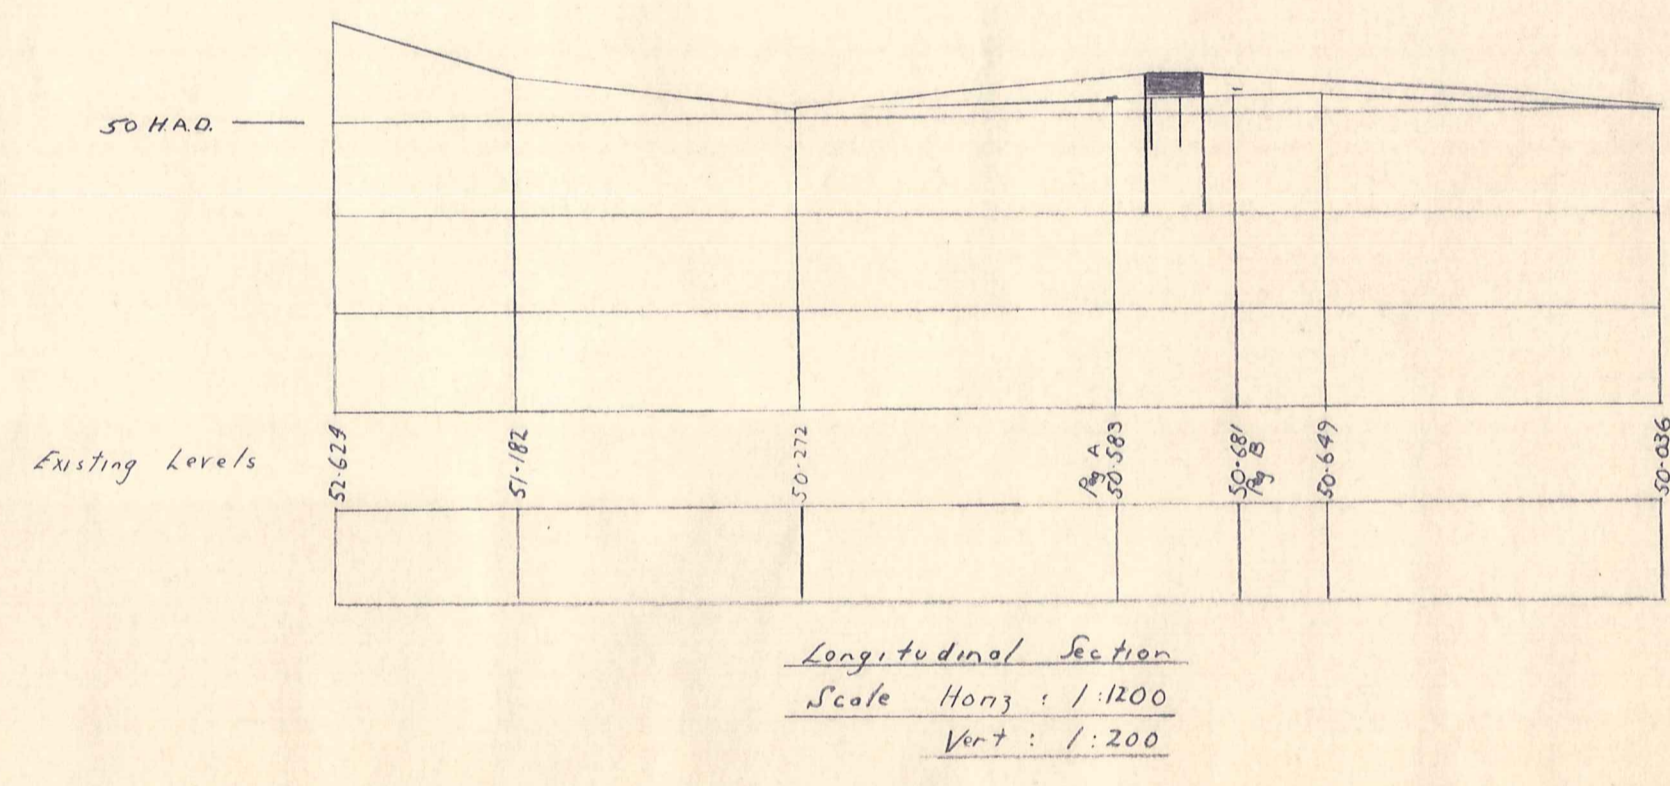 50 H.A.D.
Existing Levels
52·629
51·182
50·272
Peg A
50·583
50·681
Peg B
50·649
50·036
Longitudinal Section
Scale Horiz : 1:1200
Vert : 1:200